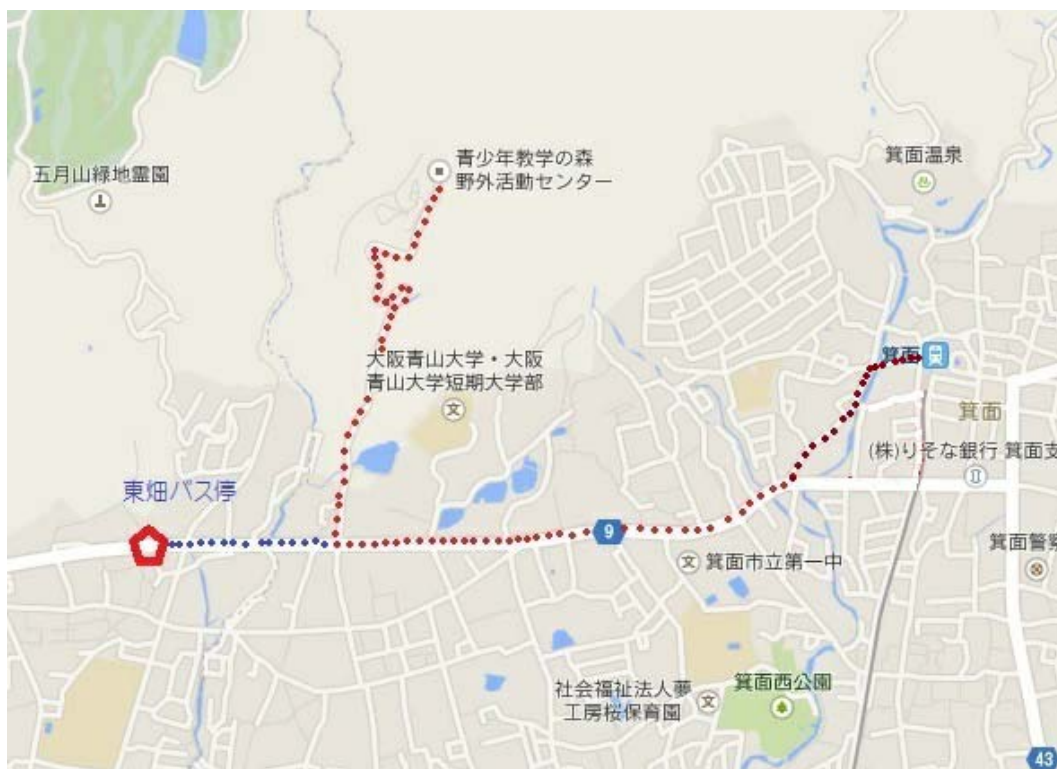 五月山緑地霊園
青少年教学の森
野外活動センター
箕面温泉
大阪青山大学・大阪
青山大学短期大学部
箕面
箕面
(株)りそな銀行 箕面支
東畑バス停
9
箕面市立第一中
箕面警察
社会福祉法人夢
工房桜保育園
箕面西公園
43